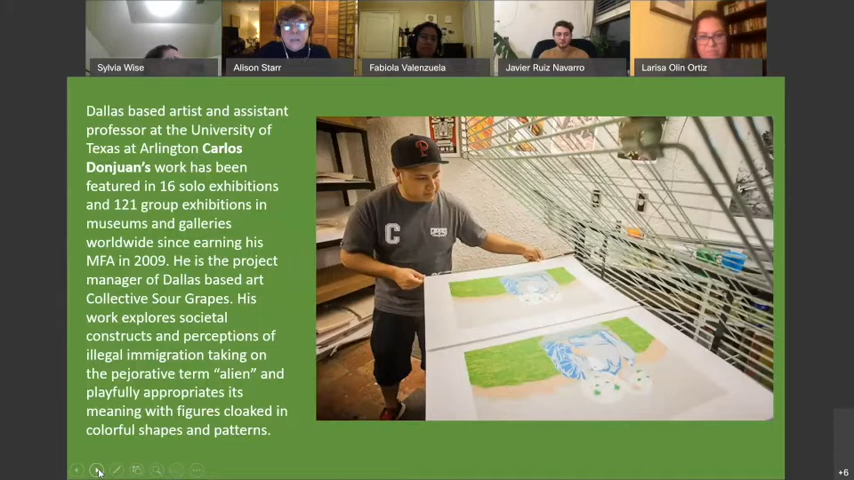 Sylvia Wise
Alison Starr
Fabiola Valenzuela
Javier Ruiz Navarro
Larisa Olin Ortiz
Dallas based artist and assistant
professor at the University of
Texas at Arlington Carlos
Donjuan's work has been
featured in 16 solo exhibitions
and 121 group exhibitions in
museums and galleries
worldwide since earning his
MFA in 2009. He is the project
manager of Dallas based art
Collective Sour Grapes. His
work explores societal
constructs and perceptions of
illegal immigration taking on
the pejorative term “alien” and
playfully appropriates its
meaning with figures cloaked in
colorful shapes and patterns.
P
C
+6